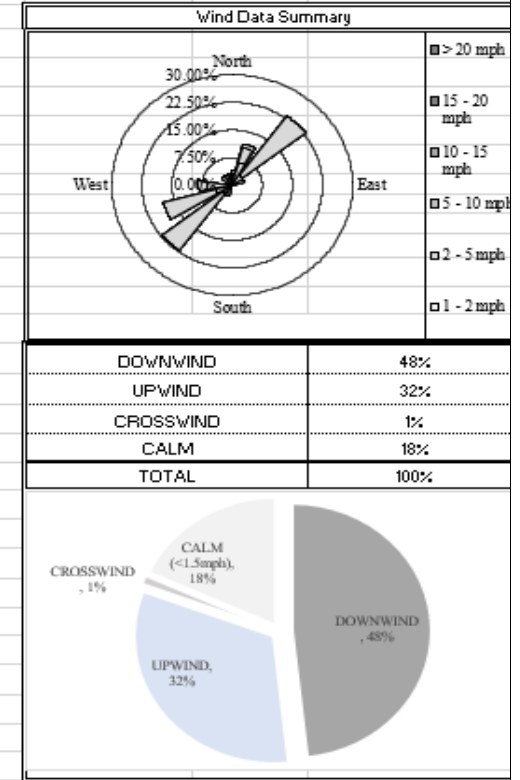 Wind Data Summary
North
30.00%
22.50%
15.00%
7.50%
0.00%
West
East
South
> 20 mph
15 - 20
mph
10 - 15
mph
5 - 10 mph
2 - 5 mph
1 - 2 mph
DOWNWIND 48%
UPWIND 32%
CROSSWIND 1%
CALM 18%
TOTAL 100%
CALM
(<1.5mph),
18%
CROSSWIND
, 1%
DOWNWIND
, 48%
UPWIND,
32%